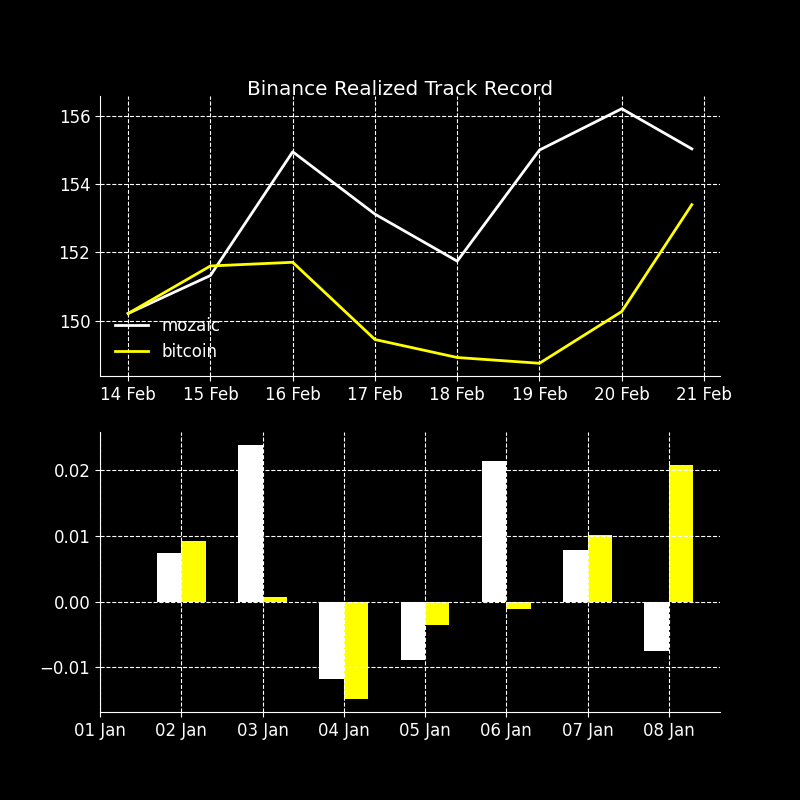 Binance Realized Track Record
156
154
152
150
mozaic
bitcoin
14 Feb 15 Feb 16 Feb 17 Feb 18 Feb 19 Feb 20 Feb 21 Feb
0.02
0.01
0.00
−0.01
01 Jan 02 Jan 03 Jan 04 Jan 05 Jan 06 Jan 07 Jan 08 Jan